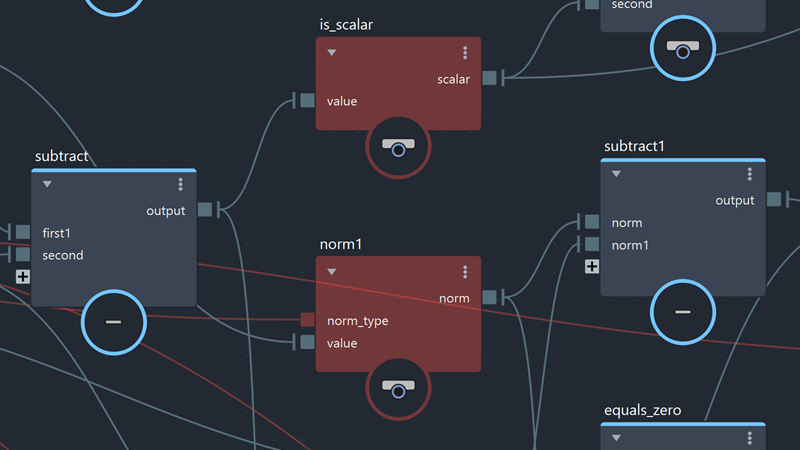 is_scalar
second
scalar
value
subtract
output
first1
second
subtract1
output
norm
norm1
norm1
norm
norm_type
value
equals_zero